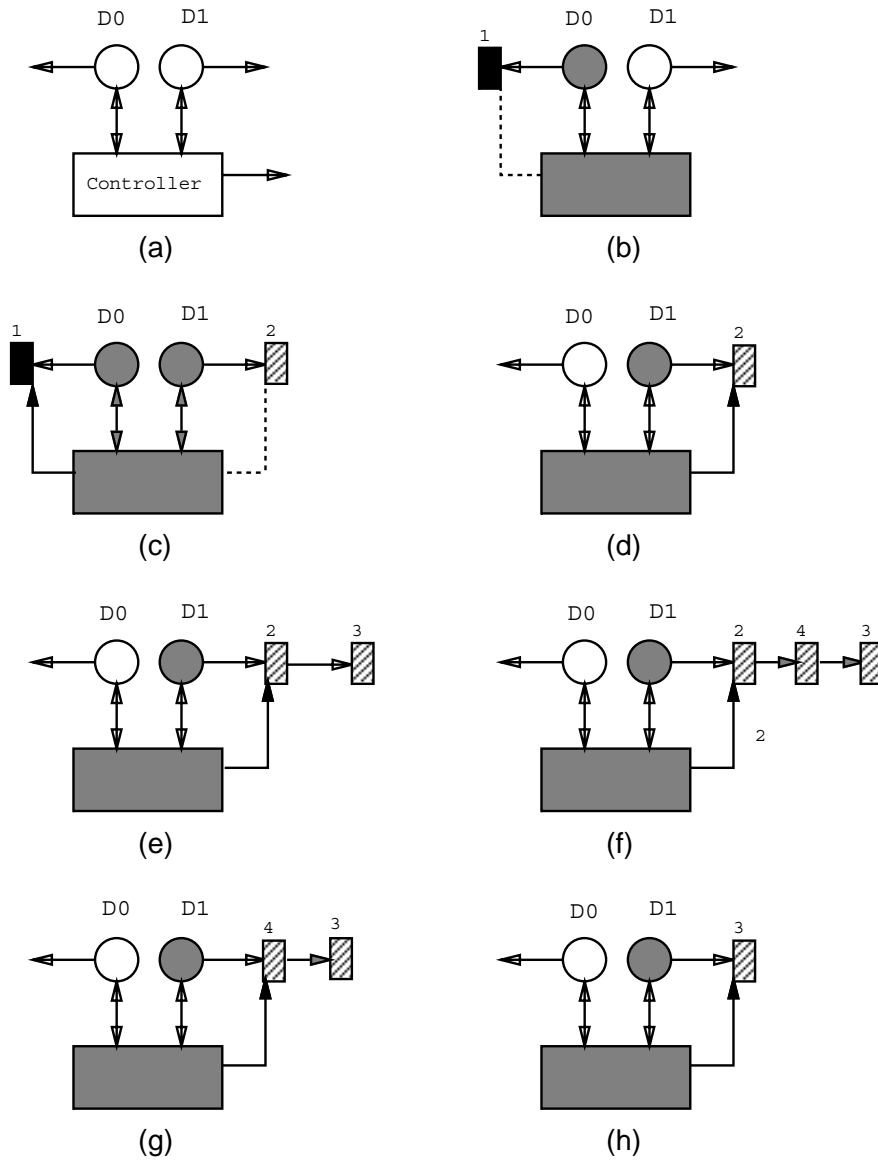 D0 D1
Controller
(a)
1 D0 D1
(b)
1 D0 D1 2
(c)
D0 D1 2
(d)
D0 D1 2 3
(e)
D0 D1 2 4 3
2
(f)
D0 D1 4 3
(g)
D0 D1 3
(h)